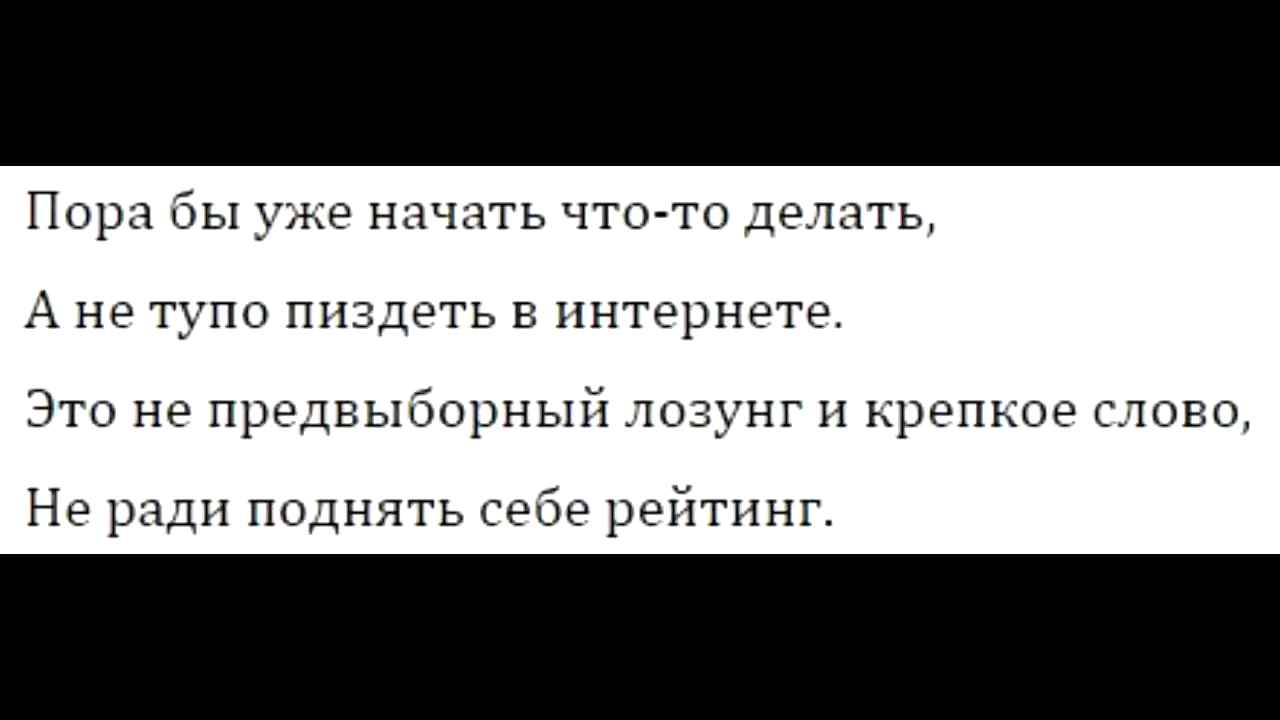 Пора бы уже начать что-то делать,
А не тупо пиздеть в интернете.
Это не предвыборный лозунг и крепкое слово,
Не ради поднять себе рейтинг.